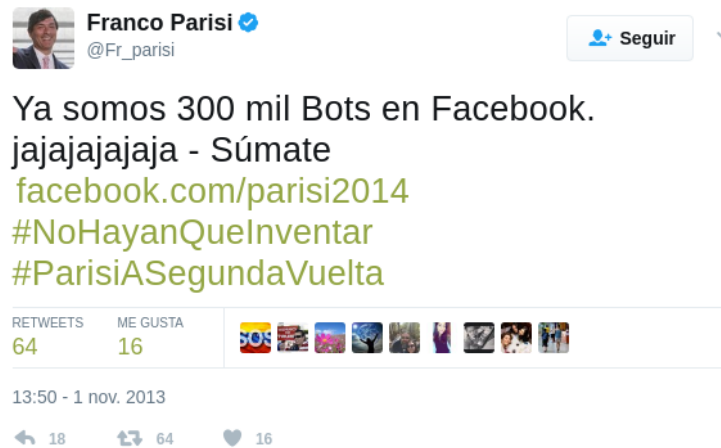 Franco Parisi
@Fr_parisi
Seguir
Ya somos 300 mil Bots en Facebook.
jajajajajaja - Súmate
facebook.com/parisi2014
#NoHayanQueInventar
#ParisiASegundaVuelta
RETWEETS ME GUSTA
64 16
SOS
13:50 - 1 nov. 2013
18 64 16